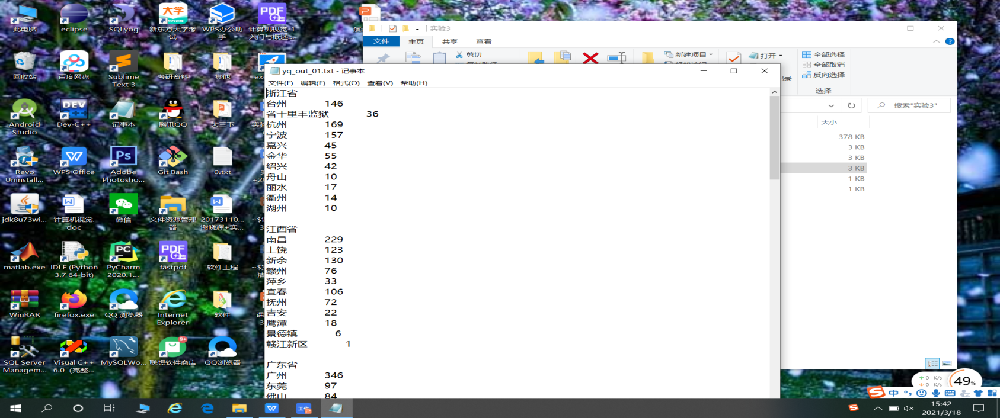 此电脑
eclipse
SQLyog
新东方大学考试
WPS办公助手
计算机视觉-1入门与概述...
回收站
百度网盘
Sublime Text 3
考研资料
其他
Android Studio
Dev-C++
记事本
腾讯QQ
大三下
Revo Uninstall...
WPS Office
Adobe Photosho...
Git Bash
0.txt
jdk8u73wi...
计算机视觉.doc
微信
文件资源管理器
20173110... 谢晓辉+实...
matlab.exe
IDLE (Python 3.7 64-bit)
PyCharm 2020.1...
fastpdf
软件工程
WinRAR
firefox.exe
QQ 浏览器
Internet Explorer
软件
SQL Server Managem...
Visual C++ 6.0（完整...
MySQLWo...
联想软件商店
QQ浏览器
实验3
文件 主页 共享 查看
剪切
新建项目
打开
全部选择
全部取消
反向选择
选择
搜索"实验3"
大小
378 KB
3 KB
3 KB
3 KB
1 KB
1 KB
yq_out_01.txt - 记事本
文件(F) 编辑(E) 格式(O) 查看(V) 帮助(H)
浙江省
台州 146
省十里丰监狱 36
杭州 169
宁波 157
嘉兴 45
金华 55
绍兴 42
舟山 10
丽水 17
衢州 14
湖州 10
江西省
南昌 229
上饶 123
新余 130
赣州 76
萍乡 33
宜春 106
抚州 72
吉安 22
鹰潭 18
景德镇 6
赣江新区 1
广东省
广州 346
东莞 97
佛山 84
0 K/s
0 K/s
49%
中
15:42
2021/3/18